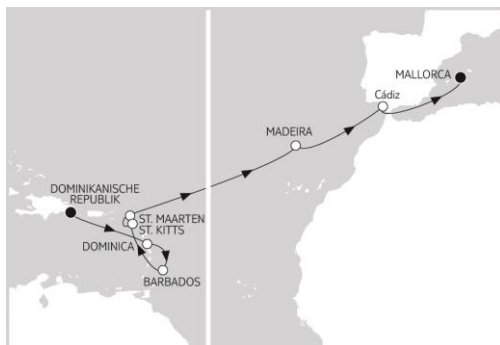 MALLORCA
Cádiz
MADEIRA
DOMINIKANISCHE
REPUBLIK
ST. MAARTEN
ST. KITTS
DOMINICA
BARBADOS